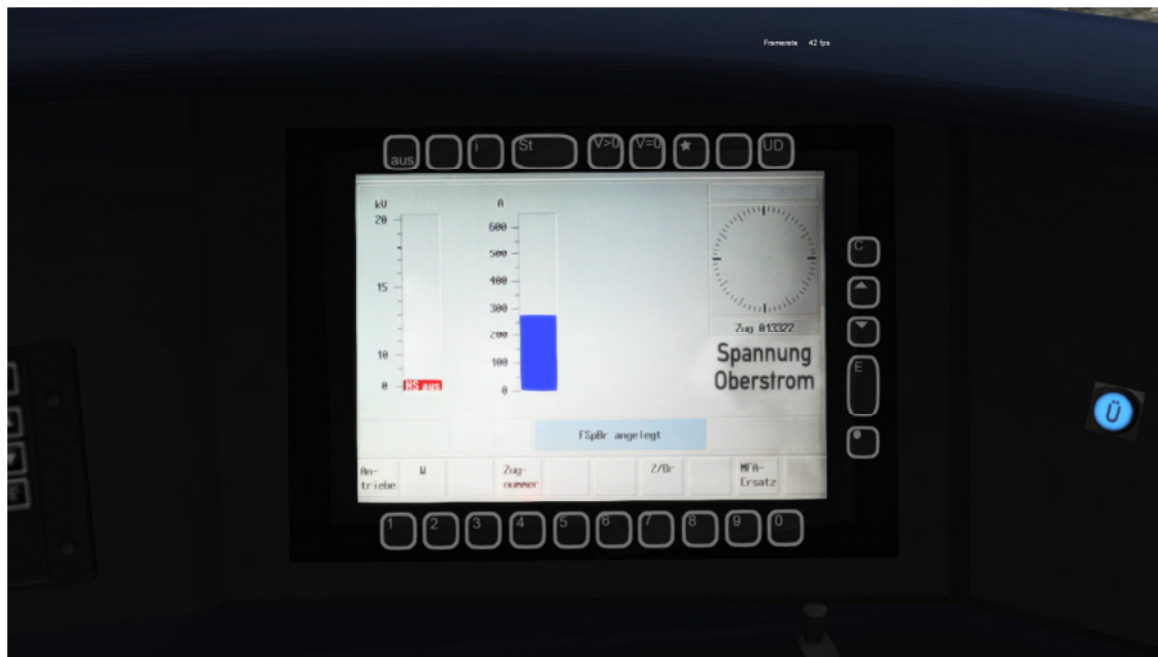 Framerate 42 fps
aus i St V>0 V=0 UD
kV A
20
600
500
15 400
300
200
10 100
0 HS aus 0
Zug 013322
Spannung
Oberstrom
C
E
Ü
FSpBr angelegt
An- W Zug- Z/Br MFA-
triebe nummer Ersatz
1 2 3 4 5 6 7 8 9 0